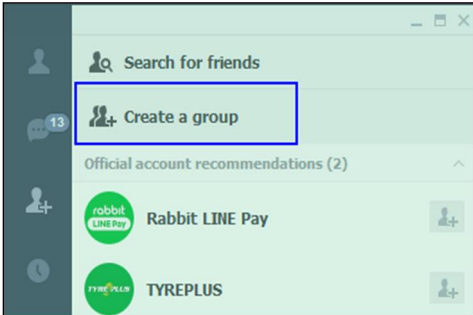 Search for friends
13
Create a group
Official account recommendations (2)
rabbit
LINE Pay
Rabbit LINE Pay
TYREPLUS
TYREPLUS